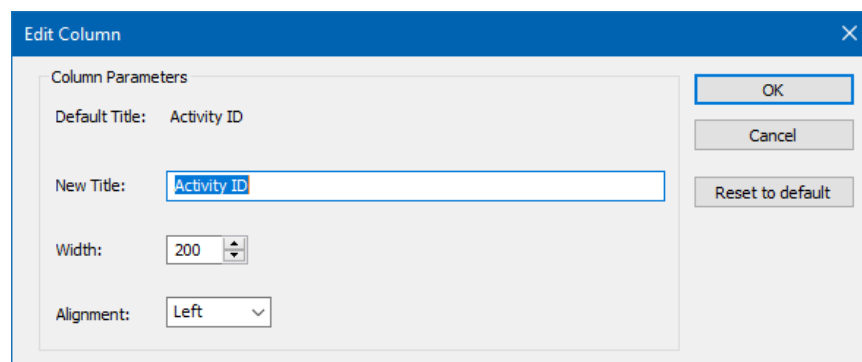 Edit Column
Column Parameters
Default Title: Activity ID
New Title: Activity ID
Width: 200
Alignment: Left
OK
Cancel
Reset to default